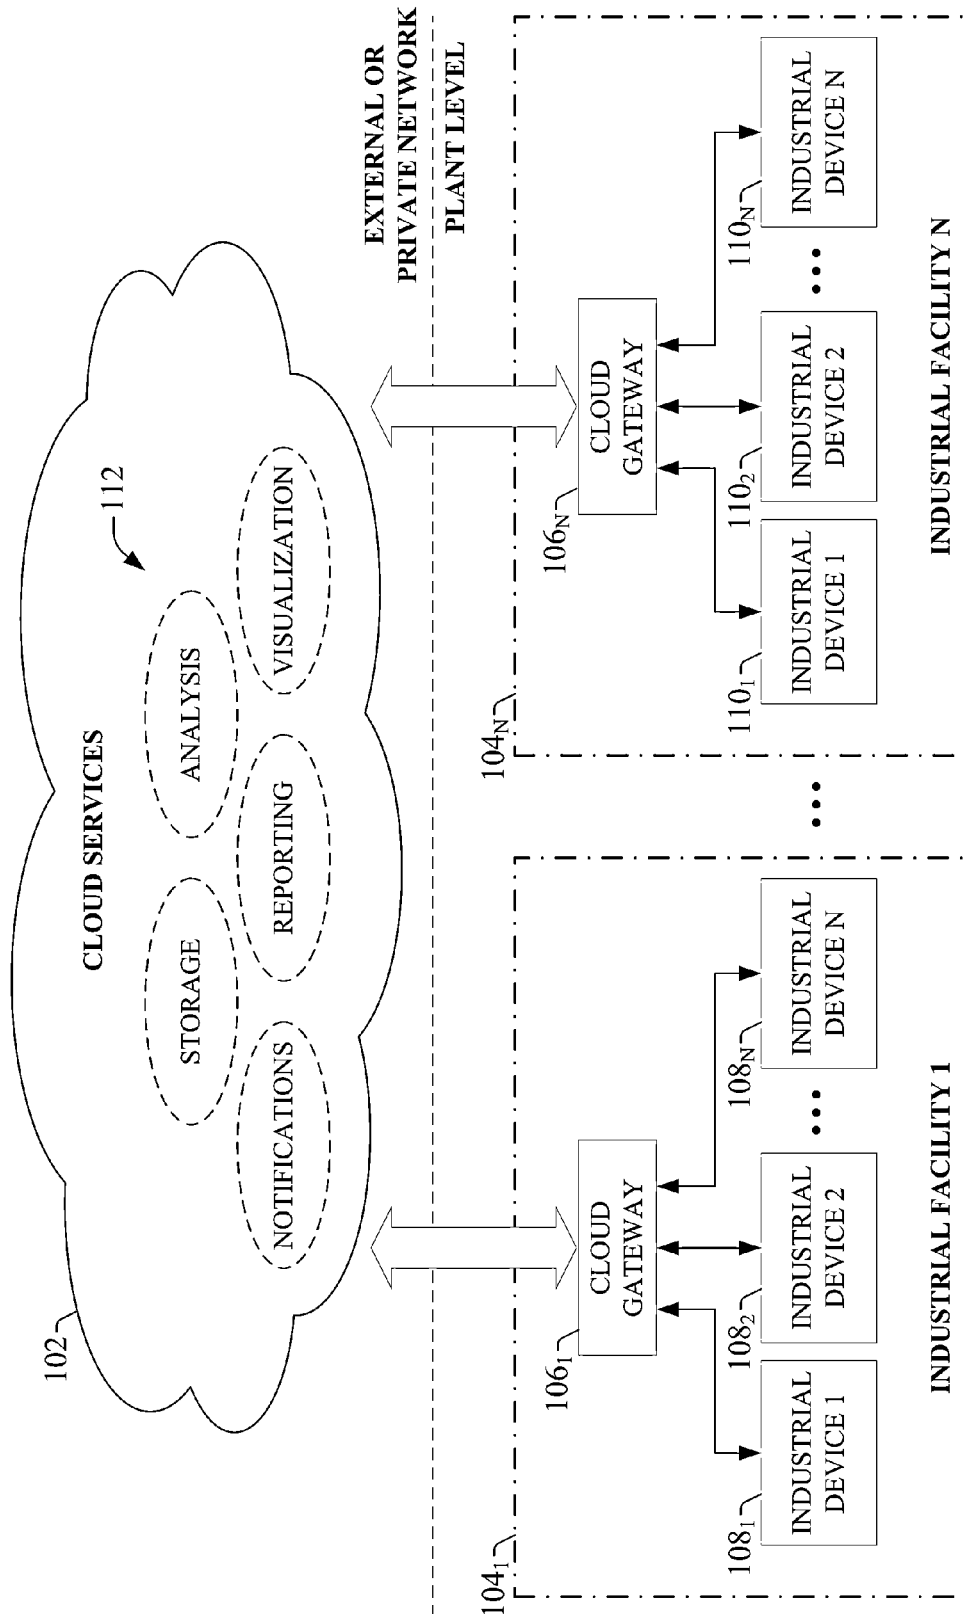 102
CLOUD SERVICES
112
STORAGE
ANALYSIS
NOTIFICATIONS
REPORTING
VISUALIZATION
EXTERNAL OR
PRIVATE NETWORK
PLANT LEVEL
104₁
106₁
CLOUD
GATEWAY
108₁
INDUSTRIAL
DEVICE 1
108₂
INDUSTRIAL
DEVICE 2
•••
108N
INDUSTRIAL
DEVICE N
INDUSTRIAL FACILITY 1
•••
104N
106N
CLOUD
GATEWAY
110₁
INDUSTRIAL
DEVICE 1
110₂
INDUSTRIAL
DEVICE 2
•••
110N
INDUSTRIAL
DEVICE N
INDUSTRIAL FACILITY N